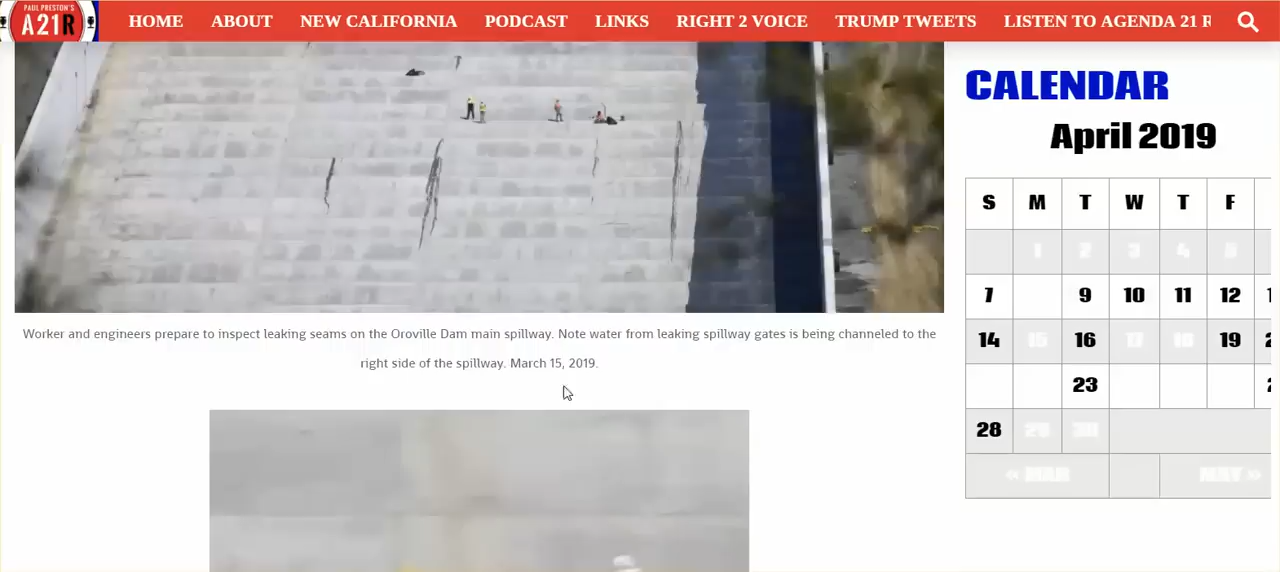 PAUL PRESTON'S
A21R
HOME ABOUT NEW CALIFORNIA PODCAST LINKS RIGHT 2 VOICE TRUMP TWEETS LISTEN TO AGENDA 21 R
CALENDAR
April 2019
S M T W T F
1 2 3 4 5
7 9 10 11 12
14 15 16 17 18 19
23
28 29 30
« MAR MAY »
Worker and engineers prepare to inspect leaking seams on the Oroville Dam main spillway. Note water from leaking spillway gates is being channeled to the
right side of the spillway. March 15, 2019.